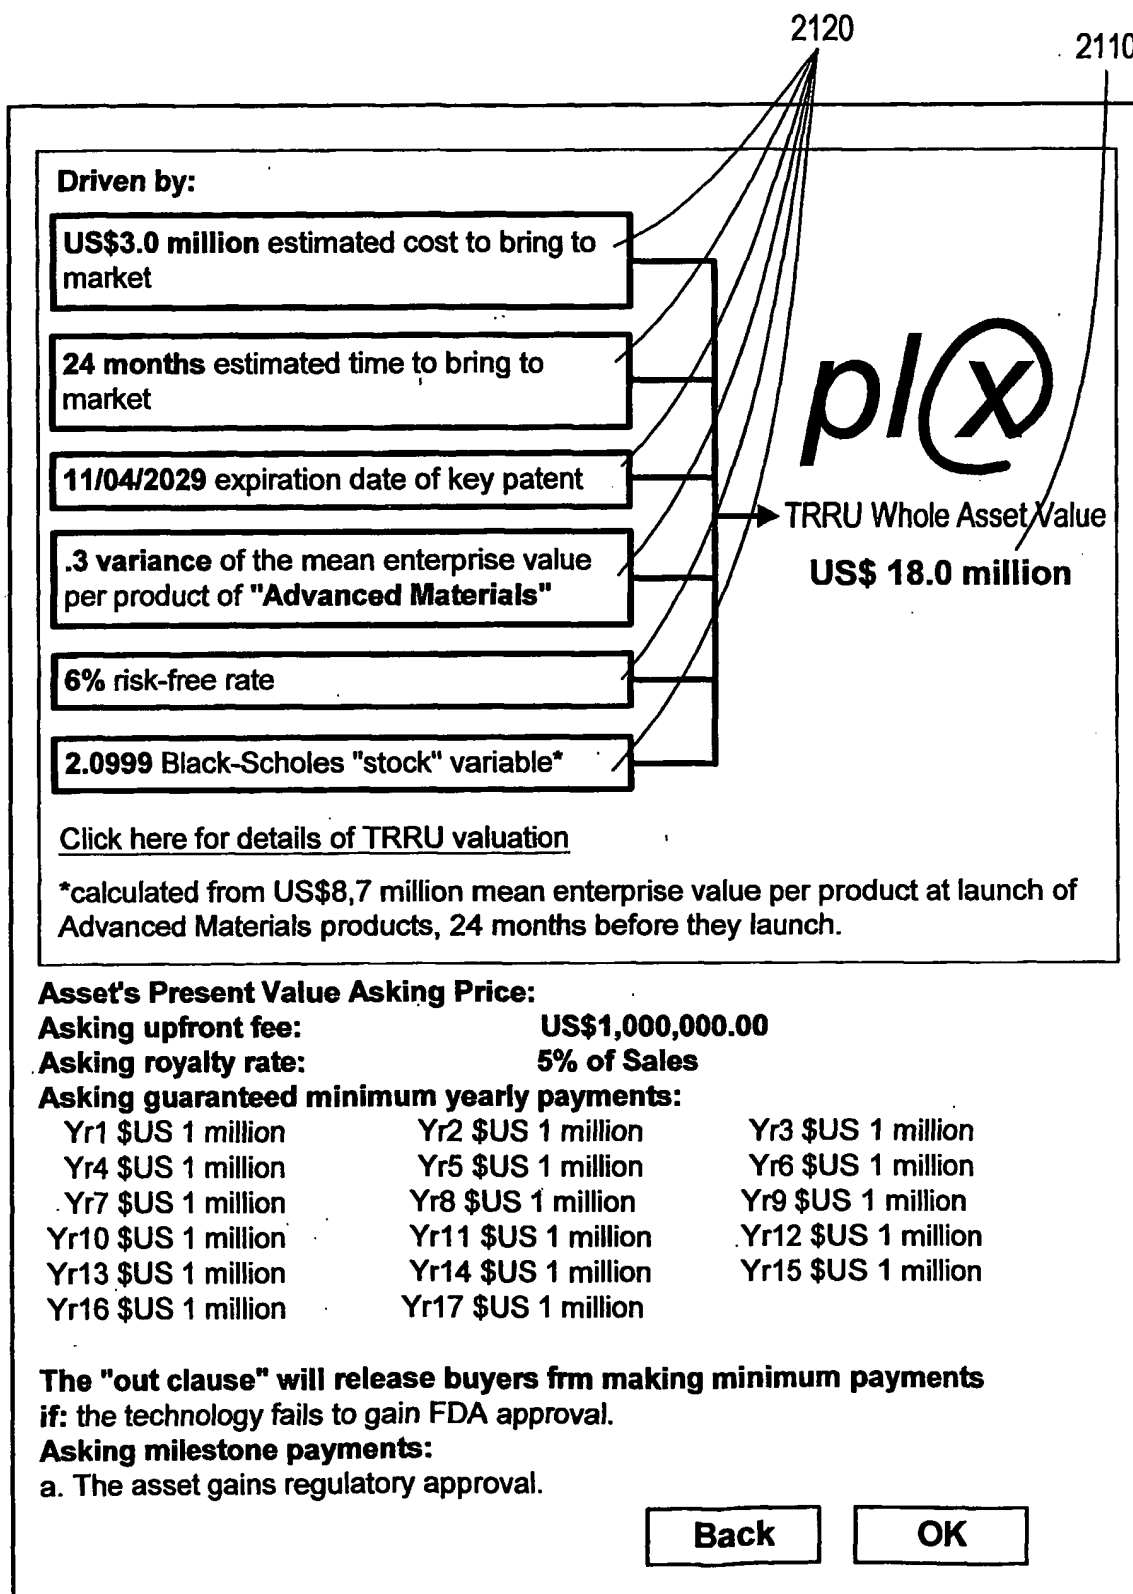 2120
2110
Driven by:
US$3.0 million estimated cost to bring to
market
24 months estimated time to bring to
market
11/04/2029 expiration date of key patent
.3 variance of the mean enterprise value
per product of "Advanced Materials"
6% risk-free rate
2.0999 Black-Scholes "stock" variable*
plx
TRRU Whole Asset Value
US$ 18.0 million
Click here for details of TRRU valuation
*calculated from US$8,7 million mean enterprise value per product at launch of
Advanced Materials products, 24 months before they launch.
Asset's Present Value Asking Price:
Asking upfront fee: US$1,000,000.00
Asking royalty rate: 5% of Sales
Asking guaranteed minimum yearly payments:
Yr1 $US 1 million Yr2 $US 1 million Yr3 $US 1 million
Yr4 $US 1 million Yr5 $US 1 million Yr6 $US 1 million
Yr7 $US 1 million Yr8 $US 1 million Yr9 $US 1 million
Yr10 $US 1 million Yr11 $US 1 million Yr12 $US 1 million
Yr13 $US 1 million Yr14 $US 1 million Yr15 $US 1 million
Yr16 $US 1 million Yr17 $US 1 million
The "out clause" will release buyers frm making minimum payments
if: the technology fails to gain FDA approval.
Asking milestone payments:
a. The asset gains regulatory approval.
Back OK